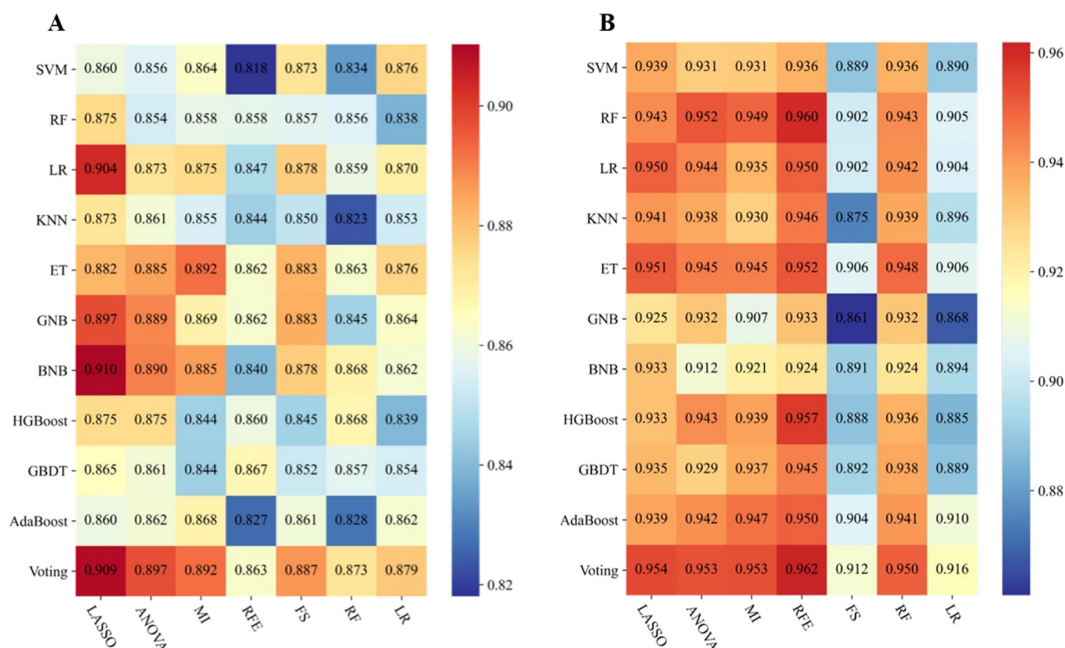 A
SVM 0.860 0.856 0.864 0.818 0.873 0.834 0.876
RF 0.875 0.854 0.858 0.858 0.857 0.856 0.838
LR 0.904 0.873 0.875 0.847 0.878 0.859 0.870
KNN 0.873 0.861 0.855 0.844 0.850 0.823 0.853
ET 0.882 0.885 0.892 0.862 0.883 0.863 0.876
GNB 0.897 0.889 0.869 0.862 0.883 0.845 0.864
BNB 0.910 0.890 0.885 0.840 0.878 0.868 0.862
HGBoost 0.875 0.875 0.844 0.860 0.845 0.868 0.839
GBDT 0.865 0.861 0.844 0.867 0.852 0.857 0.854
AdaBoost 0.860 0.862 0.868 0.827 0.861 0.828 0.862
Voting 0.909 0.897 0.892 0.863 0.887 0.873 0.879
LASSO ANOVA MI RFE FS RF LR
0.90
0.88
0.86
0.84
0.82
B
SVM 0.939 0.931 0.931 0.936 0.889 0.936 0.890
RF 0.943 0.952 0.949 0.960 0.902 0.943 0.905
LR 0.950 0.944 0.935 0.950 0.902 0.942 0.904
KNN 0.941 0.938 0.930 0.946 0.875 0.939 0.896
ET 0.951 0.945 0.945 0.952 0.906 0.948 0.906
GNB 0.925 0.932 0.907 0.933 0.861 0.932 0.868
BNB 0.933 0.912 0.921 0.924 0.891 0.924 0.894
HGBoost 0.933 0.943 0.939 0.957 0.888 0.936 0.885
GBDT 0.935 0.929 0.937 0.945 0.892 0.938 0.889
AdaBoost 0.939 0.942 0.947 0.950 0.904 0.941 0.910
Voting 0.954 0.953 0.953 0.962 0.912 0.950 0.916
LASSO ANOVA MI RFE FS RF LR
0.96
0.94
0.92
0.90
0.88